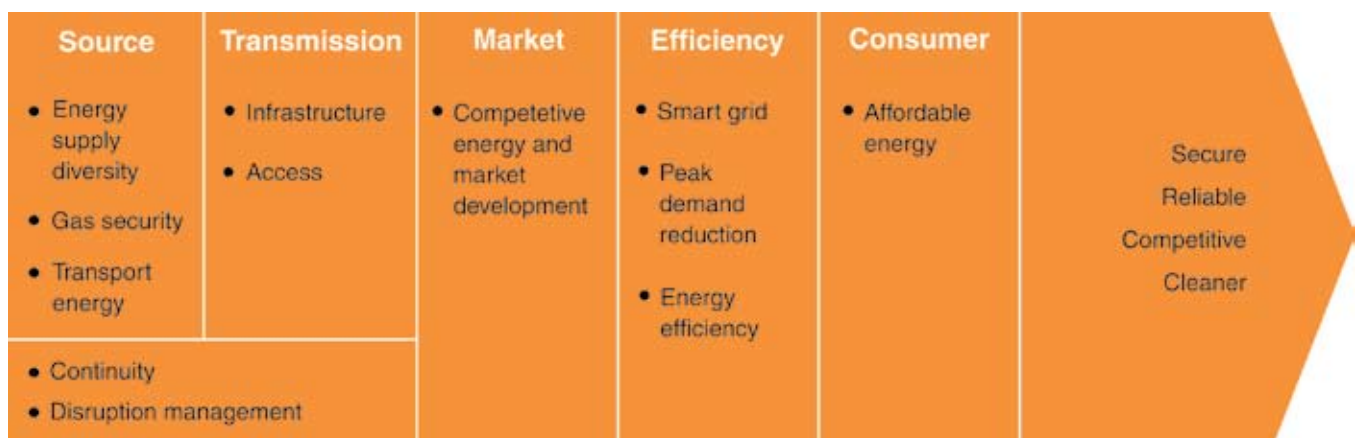 Source
• Energy
supply
diversity
• Gas security
• Transport
energy
Transmission
• Infrastructure
• Access
• Continuity
• Disruption management
Market
• Competetive
energy and
market
development
Efficiency
• Smart grid
• Peak
demand
reduction
• Energy
efficiency
Consumer
• Affordable
energy
Secure
Reliable
Competitive
Cleaner